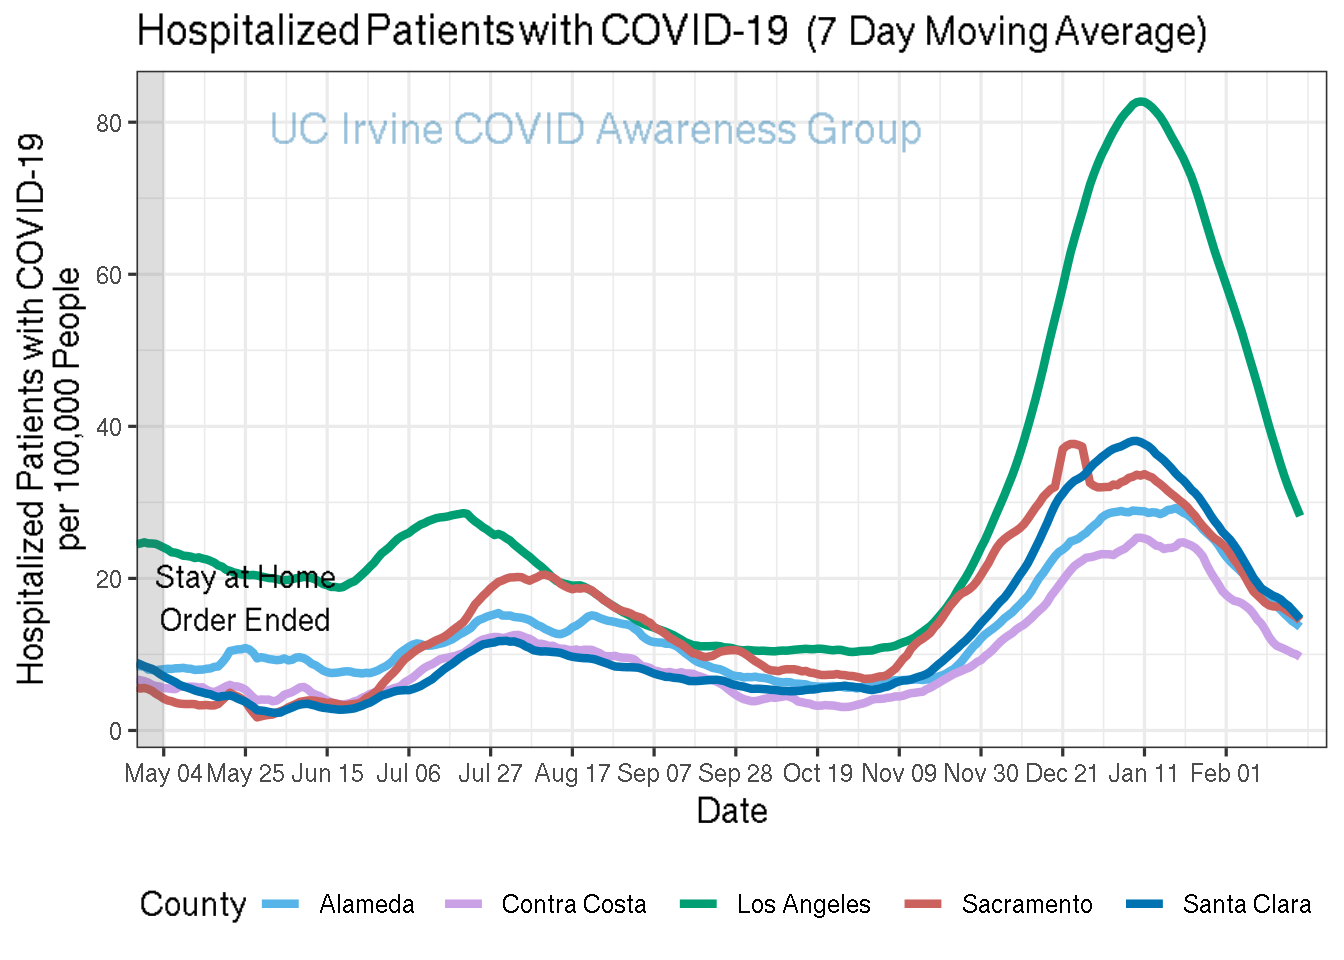 Hospitalized Patients with COVID-19 (7 Day Moving Average)
UC Irvine COVID Awareness Group
Hospitalized Patients with COVID-19
per 100,000 People
80
60
40
20
0
Stay at Home
Order Ended
May 04 May 25 Jun 15 Jul 06 Jul 27 Aug 17 Sep 07 Sep 28 Oct 19 Nov 09 Nov 30 Dec 21 Jan 11 Feb 01
Date
County Alameda Contra Costa Los Angeles Sacramento Santa Clara